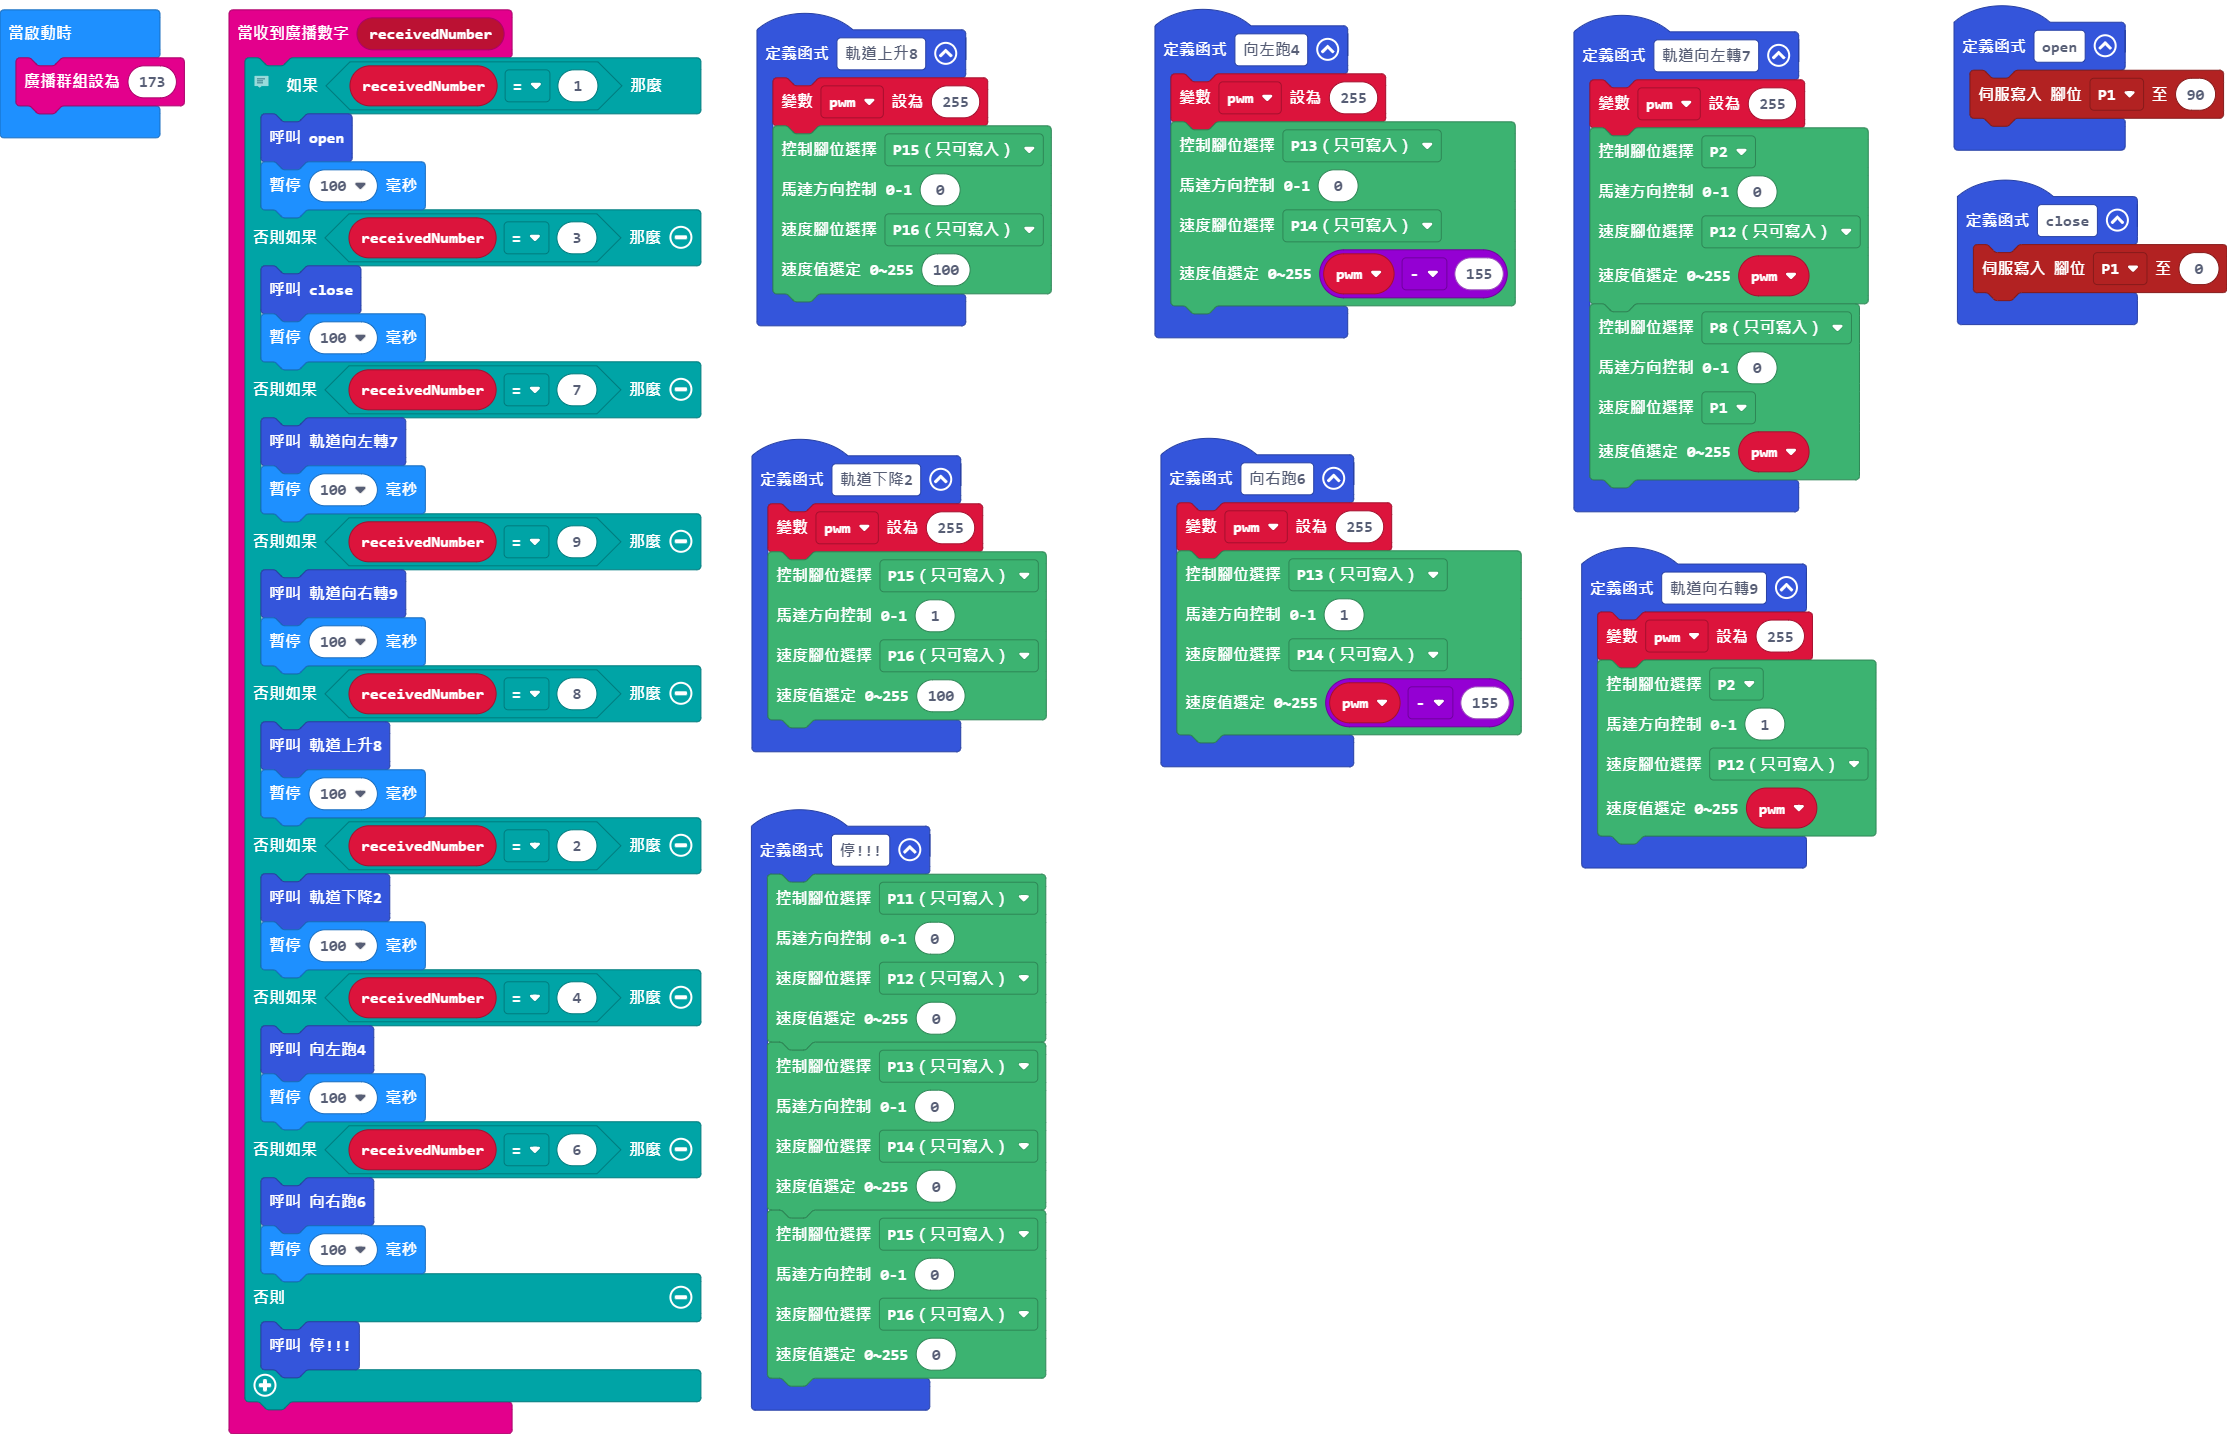 當啟動時
廣播群組設為 173
當收到廣播數字 receivedNumber
如果 receivedNumber = 1 那麼
呼叫 open
暫停 100 毫秒
否則如果 receivedNumber = 3 那麼
呼叫 close
暫停 100 毫秒
否則如果 receivedNumber = 7 那麼
呼叫 軌道向左轉7
暫停 100 毫秒
否則如果 receivedNumber = 9 那麼
呼叫 軌道向右轉9
暫停 100 毫秒
否則如果 receivedNumber = 8 那麼
呼叫 軌道上升8
暫停 100 毫秒
否則如果 receivedNumber = 2 那麼
呼叫 軌道下降2
暫停 100 毫秒
否則如果 receivedNumber = 4 那麼
呼叫 向左跑4
暫停 100 毫秒
否則如果 receivedNumber = 6 那麼
呼叫 向右跑6
暫停 100 毫秒
否則
呼叫 停!!!
定義函式 軌道上升8
變數 pwm 設為 255
控制腳位選擇 P15 ( 只可寫入 )
馬達方向控制 0-1 0
速度腳位選擇 P16 ( 只可寫入 )
速度值選定 0~255 100
定義函式 軌道下降2
變數 pwm 設為 255
控制腳位選擇 P15 ( 只可寫入 )
馬達方向控制 0-1 1
速度腳位選擇 P16 ( 只可寫入 )
速度值選定 0~255 100
定義函式 停!!!
控制腳位選擇 P11 ( 只可寫入 )
馬達方向控制 0-1 0
速度腳位選擇 P12 ( 只可寫入 )
速度值選定 0~255 0
控制腳位選擇 P13 ( 只可寫入 )
馬達方向控制 0-1 0
速度腳位選擇 P14 ( 只可寫入 )
速度值選定 0~255 0
控制腳位選擇 P15 ( 只可寫入 )
馬達方向控制 0-1 0
速度腳位選擇 P16 ( 只可寫入 )
速度值選定 0~255 0
定義函式 向左跑4
變數 pwm 設為 255
控制腳位選擇 P13 ( 只可寫入 )
馬達方向控制 0-1 0
速度腳位選擇 P14 ( 只可寫入 )
速度值選定 0~255 pwm - 155
定義函式 向右跑6
變數 pwm 設為 255
控制腳位選擇 P13 ( 只可寫入 )
馬達方向控制 0-1 1
速度腳位選擇 P14 ( 只可寫入 )
速度值選定 0~255 pwm - 155
定義函式 軌道向左轉7
變數 pwm 設為 255
控制腳位選擇 P2
馬達方向控制 0-1 0
速度腳位選擇 P12 ( 只可寫入 )
速度值選定 0~255 pwm
控制腳位選擇 P8 ( 只可寫入 )
馬達方向控制 0-1 0
速度腳位選擇 P1
速度值選定 0~255 pwm
定義函式 軌道向右轉9
變數 pwm 設為 255
控制腳位選擇 P2
馬達方向控制 0-1 1
速度腳位選擇 P12 ( 只可寫入 )
速度值選定 0~255 pwm
定義函式 open
伺服寫入 腳位 P1 至 90
定義函式 close
伺服寫入 腳位 P1 至 0